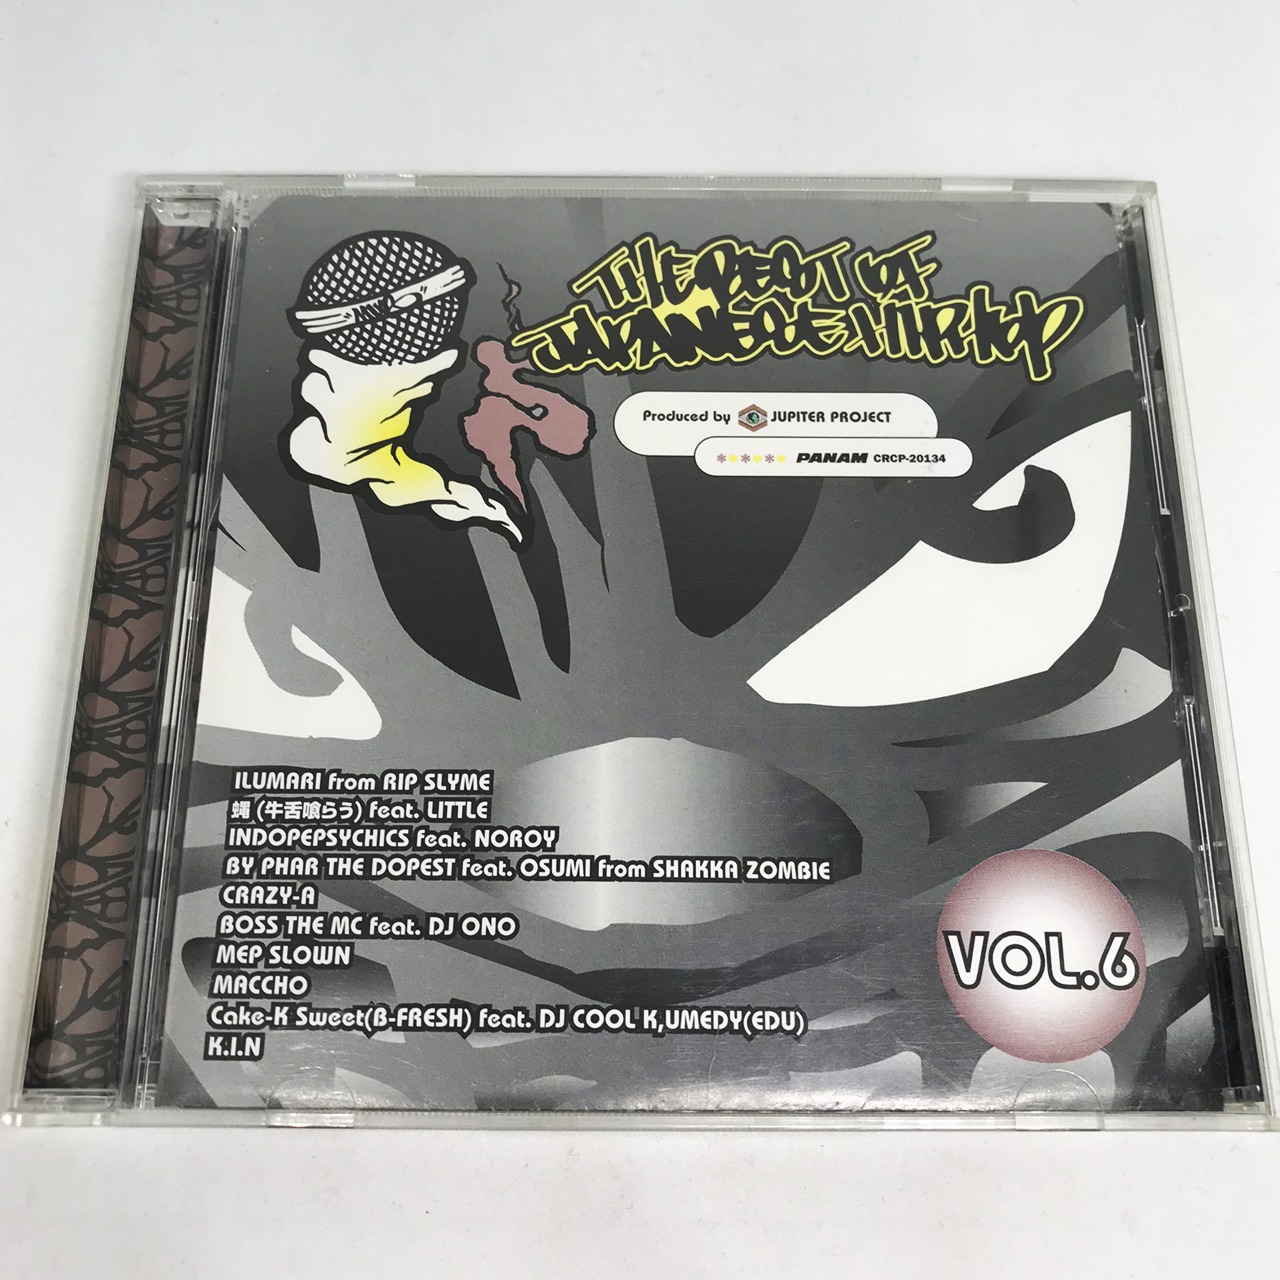 THE BEST OF
JAPANESE HIP HOP
Produced by JUPITER PROJECT
****** PANAM CRCP-20134
ILUMARI from RIP SLYME
蝿 (牛舌喰らう) feat. LITTLE
INDOPEPSYCHICS feat. NOROY
BY PHAR THE DOPEST feat. OSUMI from SHAKKA ZOMBIE
CRAZY-A
BOSS THE MC feat. DJ ONO
MEP SLOWN
MACCHO
Cake-K Sweet(B-FRESH) feat. DJ COOL K,UMEDY(EDU)
K.I.N
VOL.6